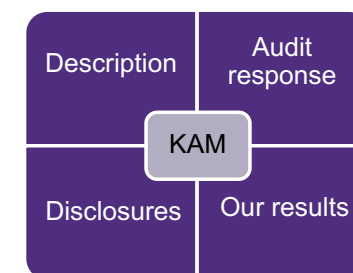 Description
Audit
response
KAM
Disclosures
Our results